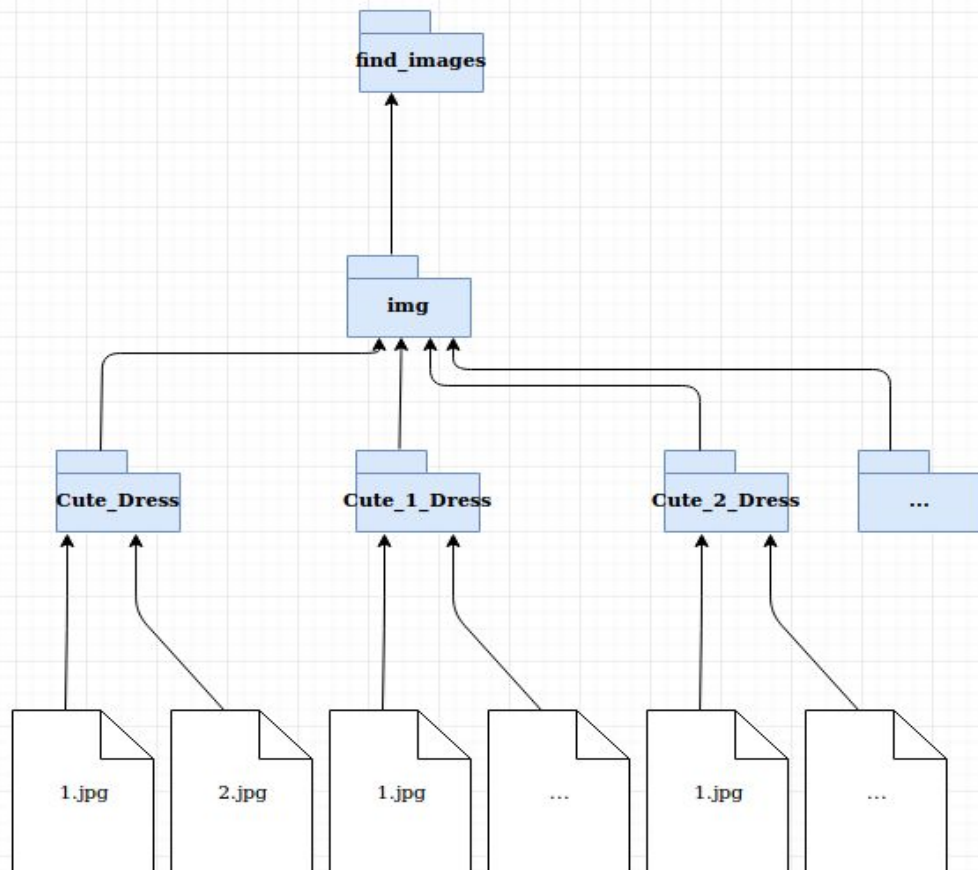 find_images
img
Cute_Dress
Cute_1_Dress
Cute_2_Dress
...
1.jpg
2.jpg
1.jpg
...
1.jpg
...